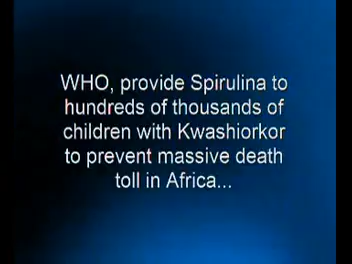 WHO, provide Spirulina to
hundreds of thousands of
children with Kwashiorkor
to prevent massive death
toll in Africa...